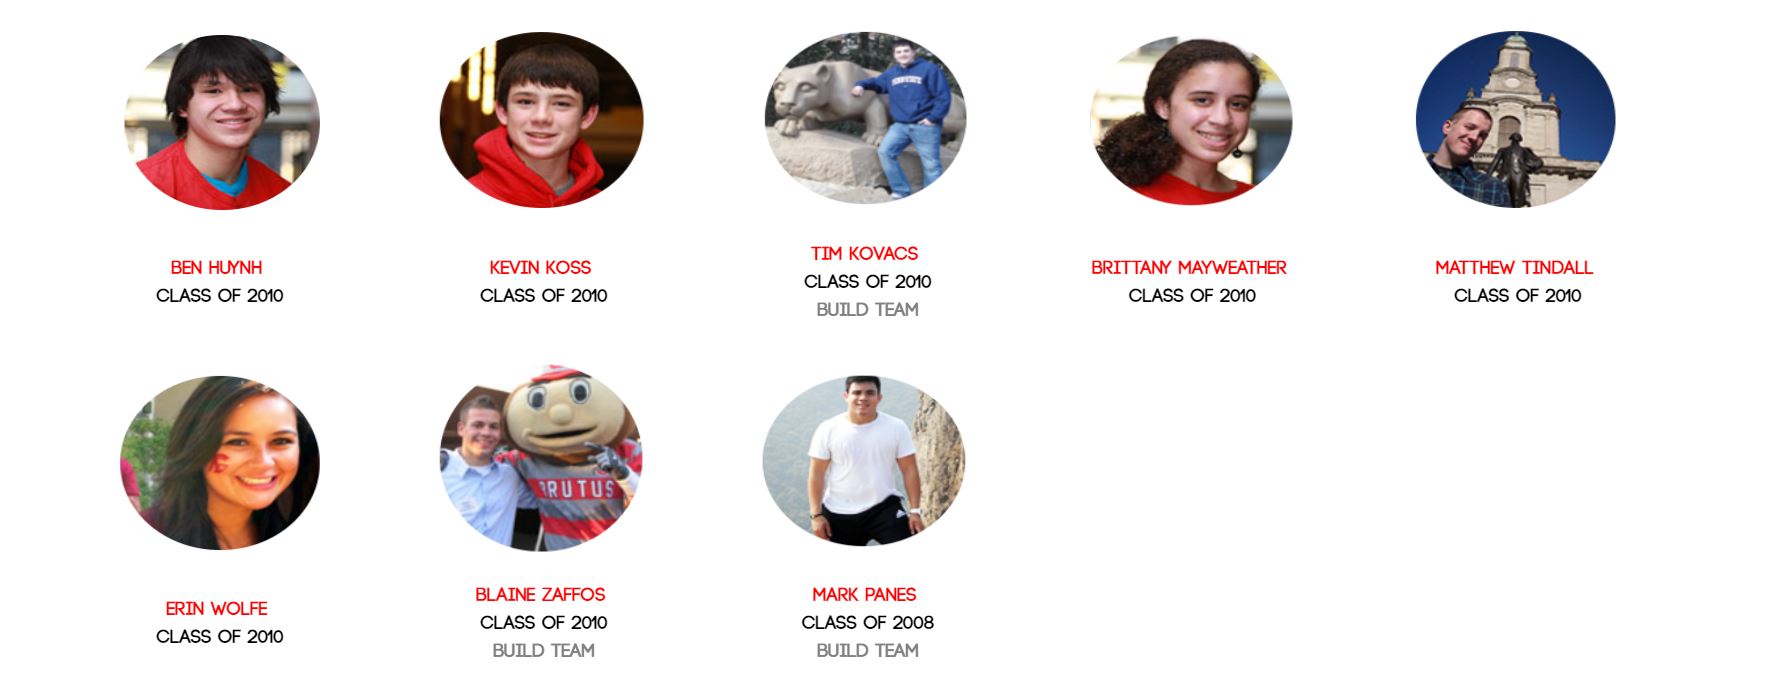 BEN HUYNH
CLASS OF 2010
KEVIN KOSS
CLASS OF 2010
TIM KOVACS
CLASS OF 2010
BUILD TEAM
BRITTANY MAYWEATHER
CLASS OF 2010
MATTHEW TINDALL
CLASS OF 2010
ERIN WOLFE
CLASS OF 2010
BRUTUS
BLAINE ZAFFOS
CLASS OF 2010
BUILD TEAM
MARK PANES
CLASS OF 2008
BUILD TEAM